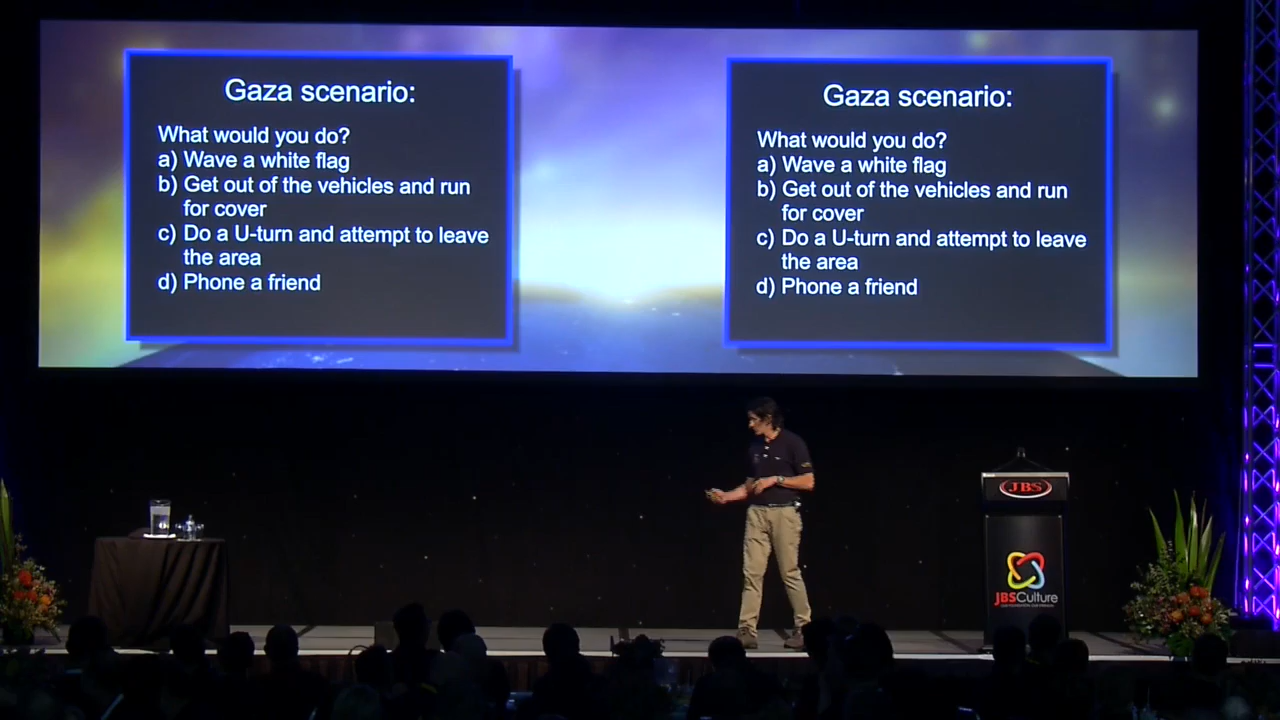 Gaza scenario:
What would you do?
a) Wave a white flag
b) Get out of the vehicles and run
for cover
c) Do a U-turn and attempt to leave
the area
d) Phone a friend
Gaza scenario:
What would you do?
a) Wave a white flag
b) Get out of the vehicles and run
for cover
c) Do a U-turn and attempt to leave
the area
d) Phone a friend
JBS
JBSCulture